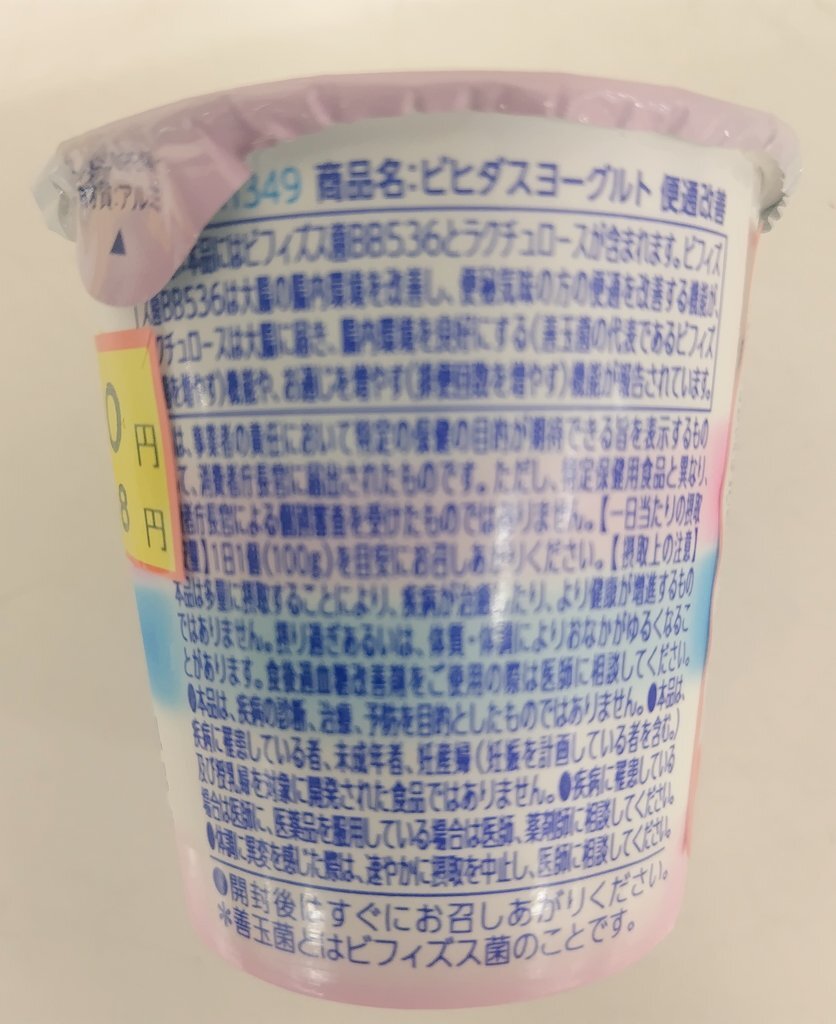 349 商品名:ビヒダスヨーグルト 便通改善
材質:アルミ
品にはビフィズス菌BB536とラクチュロースが含まれます。ビフィズ
ス菌BB536は大腸の腸内環境を改善し、便秘気味の方の便通を改善する機能が、
クチュロースは大腸に届き、腸内環境を良好にする(善玉菌の代表であるビフィズ
を増やす)機能や、お通じを増やす(排便回数を増やす)機能が報告されています。
は、事業者の責任において特定の保健の目的が期待できる旨を表示するもの
て、消費者庁長官に届出されたものです。ただし、特定保健用食品と異なり、
者庁長官による個別審査を受けたものではありません。【一日当たりの摂取
】1日1個(100g)を目安にお召しあがりください。【摂取上の注意】
本品は多量に摂取することにより、疾病が治癒したり、より健康が増進するもの
ではありません。摂り過ぎあるいは、体質・体調によりおなかがゆるくなるこ
とがあります。食後過血糖改善薬をご使用の際は医師に相談してください。
●本品は、疾病の診断、治療、予防を目的としたものではありません。●本品は、
疾病に罹患している者、未成年者、妊産婦(妊娠を計画している者を含む。)
及び授乳婦を対象に開発された食品ではありません。●疾病に罹患している
場合は医師に、医薬品を服用している場合は医師、薬剤師に相談してください。
●体調に異変を感じた際は、速やかに摂取を中止し、医師に相談してください。
●開封後はすぐにお召しあがりください。
※善玉菌とはビフィズス菌のことです。
0円
8円